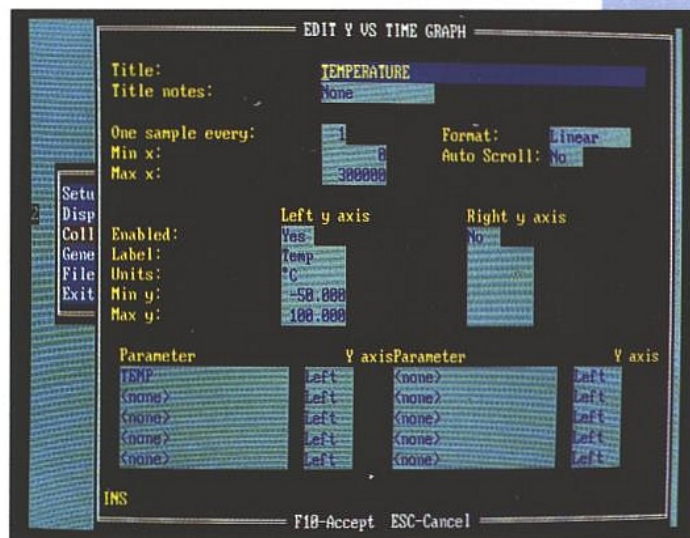 EDIT Y VS TIME GRAPH
Title: TEMPERATURE
Title notes: None
One sample every: 1 Format: Linear
Min x: 0 Auto Scroll: No
Max x: 300000
Setu
2 Disp
Coll
Gene
File
Exit
Left y axis Right y axis
Enabled: Yes No
Label: Temp
Units: °C
Min y: -50.000
Max y: 100.000
Parameter Y axisParameter Y axis
TEMP Left <none> Left
<none> Left <none> Left
<none> Left <none> Left
<none> Left <none> Left
<none> Left <none> Left
INS
F10-Accept ESC-Cancel